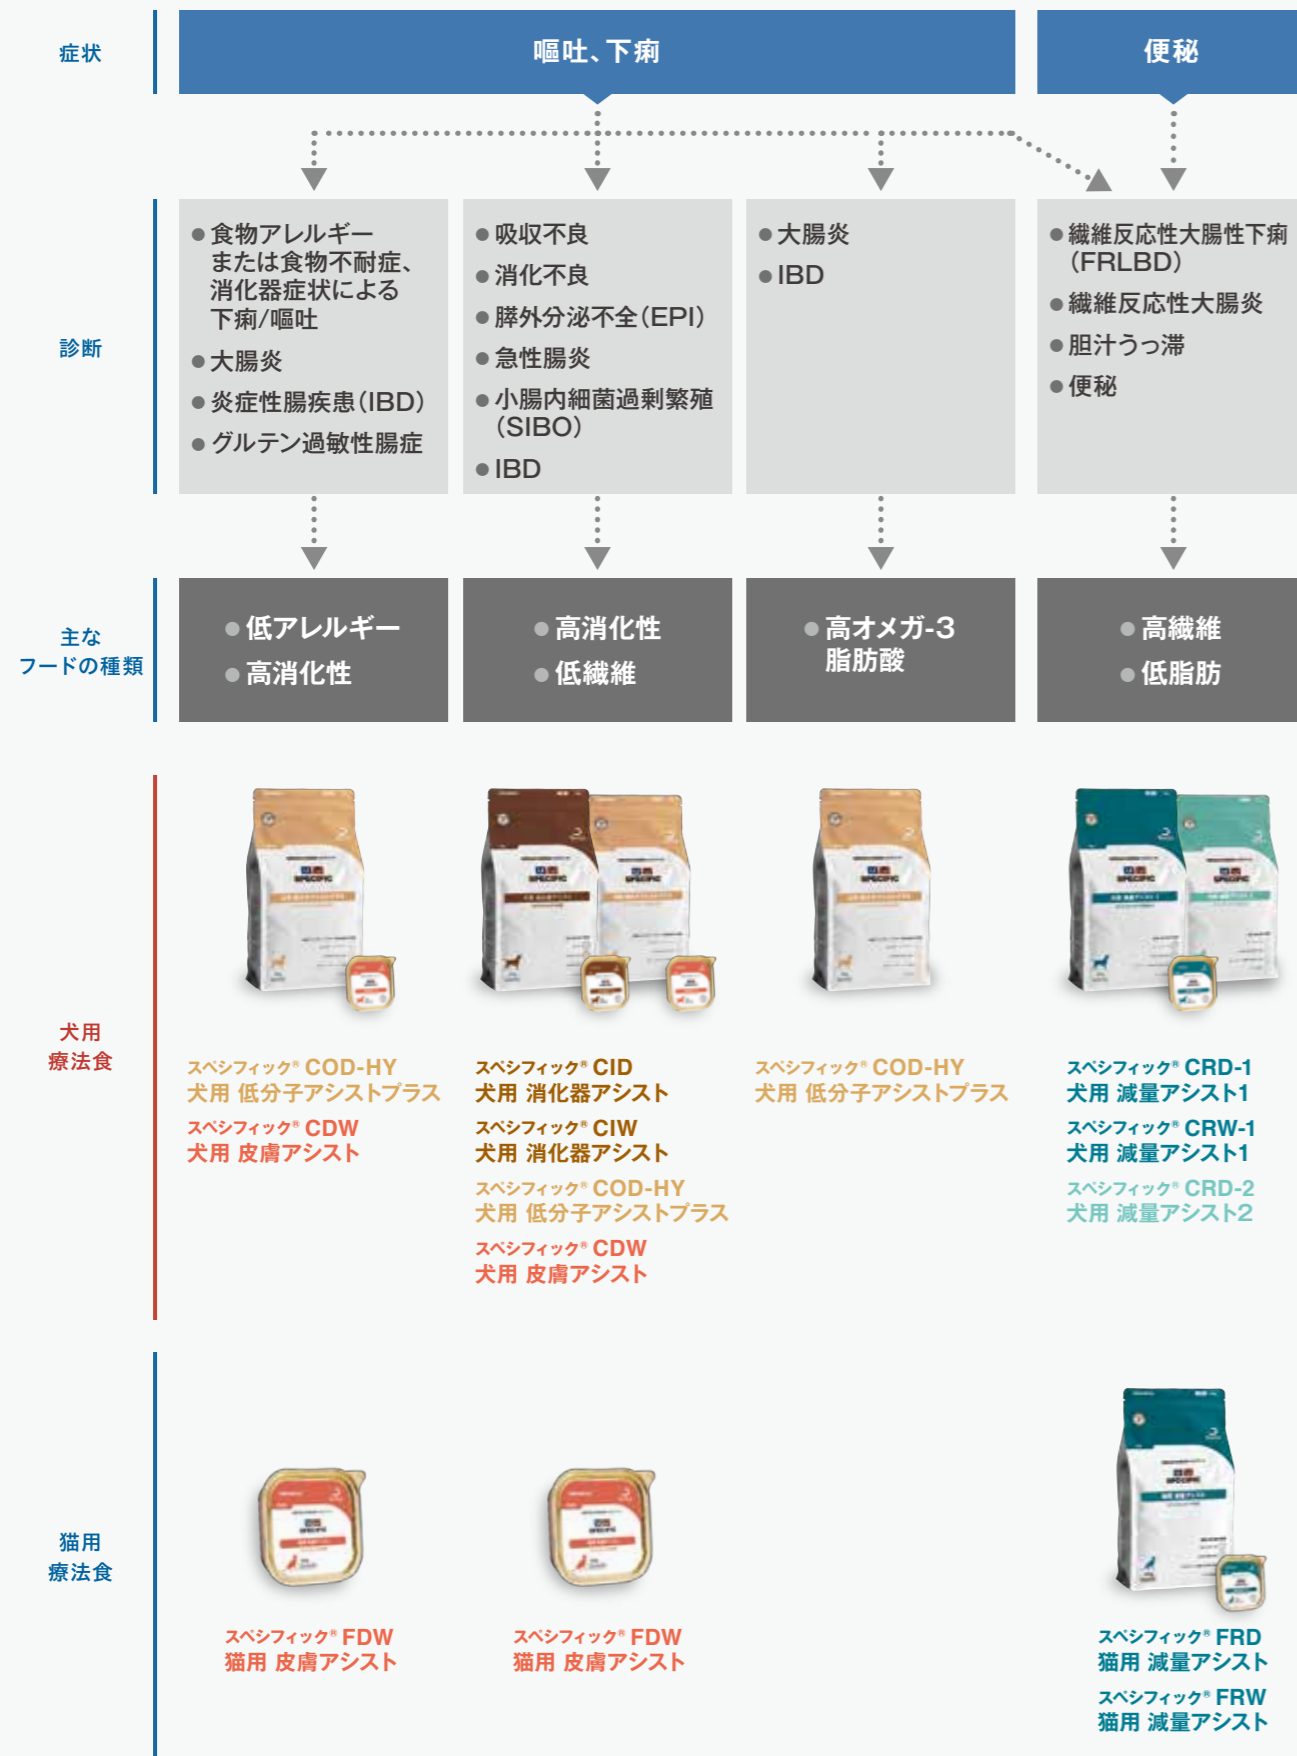 症状
嘔吐、下痢
便秘
診断
●食物アレルギー
または食物不耐症、
消化器症状による
下痢/嘔吐
●大腸炎
●炎症性腸疾患(IBD)
●グルテン過敏性腸症
●吸収不良
●消化不良
●膵外分泌不全(EPI)
●急性腸炎
●小腸内細菌過剰繁殖
(SIBO)
●IBD
●大腸炎
●IBD
●繊維反応性大腸性下痢
(FRLBD)
●繊維反応性大腸炎
●胆汁うっ滞
●便秘
主な
フードの種類
●低アレルギー
●高消化性
●高消化性
●低繊維
●高オメガ-3
脂肪酸
●高繊維
●低脂肪
犬用
療法食
SPECIFIC
SPECIFIC
SPECIFIC
SPECIFIC
SPECIFIC
SPECIFIC
スペシフィック® COD-HY
犬用 低分子アシストプラス
スペシフィック® CDW
犬用 皮膚アシスト
スペシフィック® CID
犬用 消化器アシスト
スペシフィック® CIW
犬用 消化器アシスト
スペシフィック® COD-HY
犬用 低分子アシストプラス
スペシフィック® CDW
犬用 皮膚アシスト
スペシフィック® COD-HY
犬用 低分子アシストプラス
スペシフィック® CRD-1
犬用 減量アシスト1
スペシフィック® CRW-1
犬用 減量アシスト1
スペシフィック® CRD-2
犬用 減量アシスト2
猫用
療法食
SPECIFIC
SPECIFIC
SPECIFIC
スペシフィック® FDW
猫用 皮膚アシスト
スペシフィック® FDW
猫用 皮膚アシスト
スペシフィック® FRD
猫用 減量アシスト
スペシフィック® FRW
猫用 減量アシスト